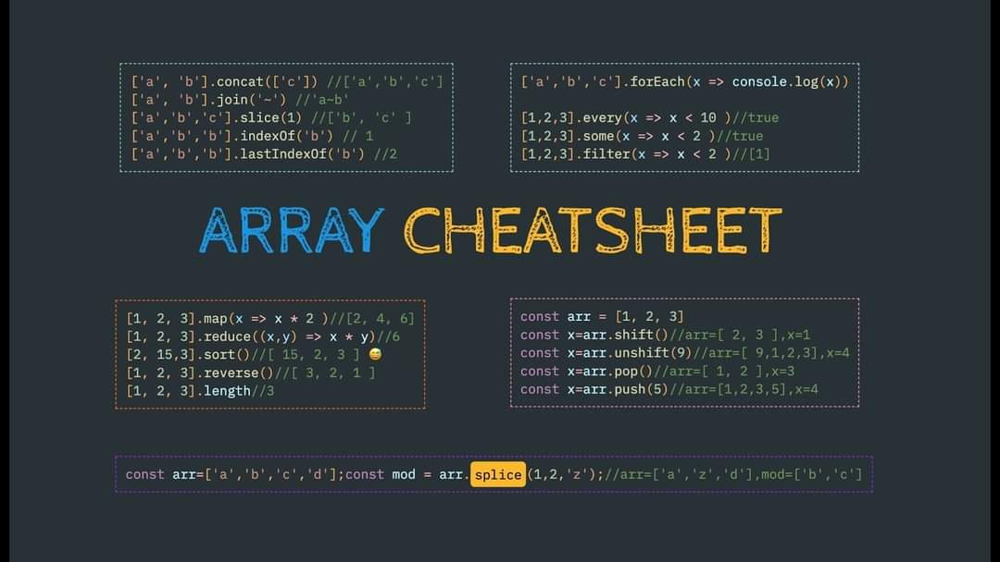 ['a', 'b'].concat(['c']) //['a','b','c']
['a', 'b'].join('~') //'a~b'
['a','b','c'].slice(1) //['b', 'c' ]
['a','b','b'].indexOf('b') // 1
['a','b','b'].lastIndexOf('b') //2
['a','b','c'].forEach(x => console.log(x))
[1,2,3].every(x => x < 10 )//true
[1,2,3].some(x => x < 2 )//true
[1,2,3].filter(x => x < 2 )//[1]
ARRAY CHEATSHEET
[1, 2, 3].map(x => x * 2 )//[2, 4, 6]
[1, 2, 3].reduce((x,y) => x * y)//6
[2, 15,3].sort()//[ 15, 2, 3 ] 😅
[1, 2, 3].reverse()//[ 3, 2, 1 ]
[1, 2, 3].length//3
const arr = [1, 2, 3]
const x=arr.shift()//arr=[ 2, 3 ],x=1
const x=arr.unshift(9)//arr=[ 9,1,2,3],x=4
const x=arr.pop()//arr=[ 1, 2 ],x=3
const x=arr.push(5)//arr=[1,2,3,5],x=4
const arr=['a','b','c','d'];const mod = arr.splice(1,2,'z');//arr=['a','z','d'],mod=['b','c']